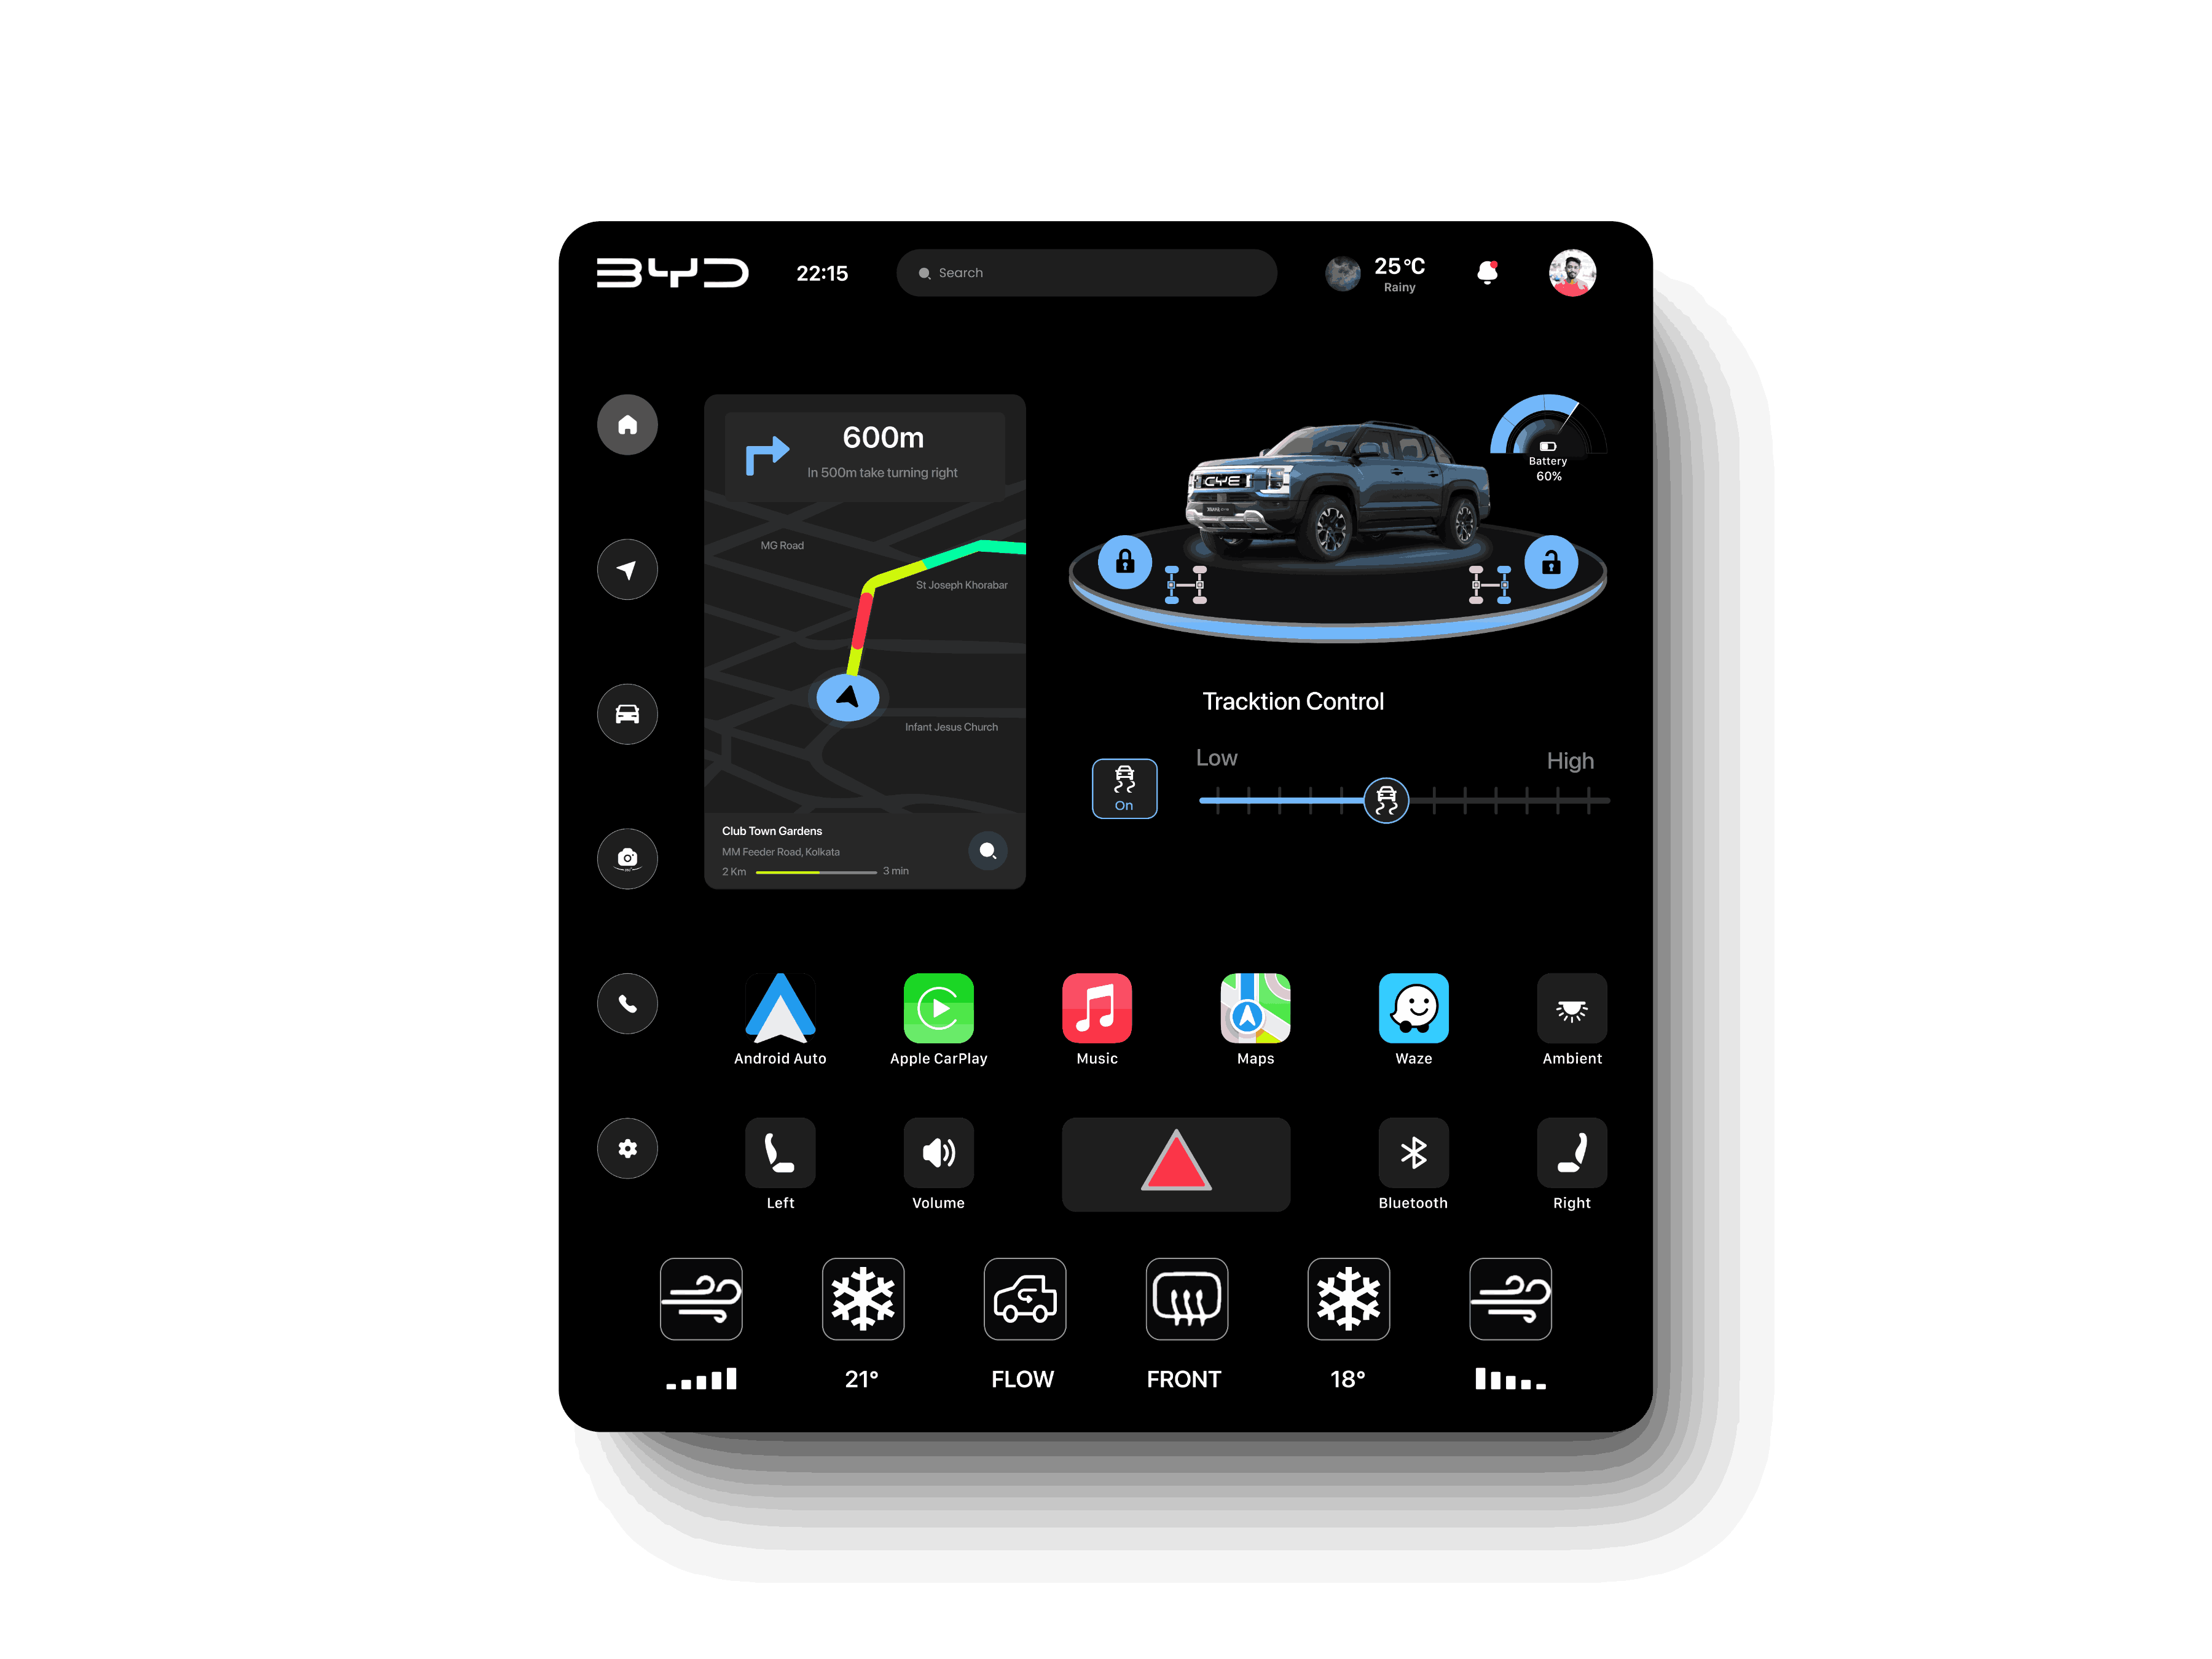 BYD
22:15
Search
25°C
Rainy
600m
In 500m take turning right
MG Road
St Joseph Khorabar
Infant Jesus Church
Club Town Gardens
MM Feeder Road, Kolkata
2 Km
3 min
CYE
Battery
60%
Tracktion Control
Low
High
On
Android Auto
Apple CarPlay
Music
Maps
Waze
Ambient
Left
Volume
Bluetooth
Right
21°
FLOW
FRONT
18°